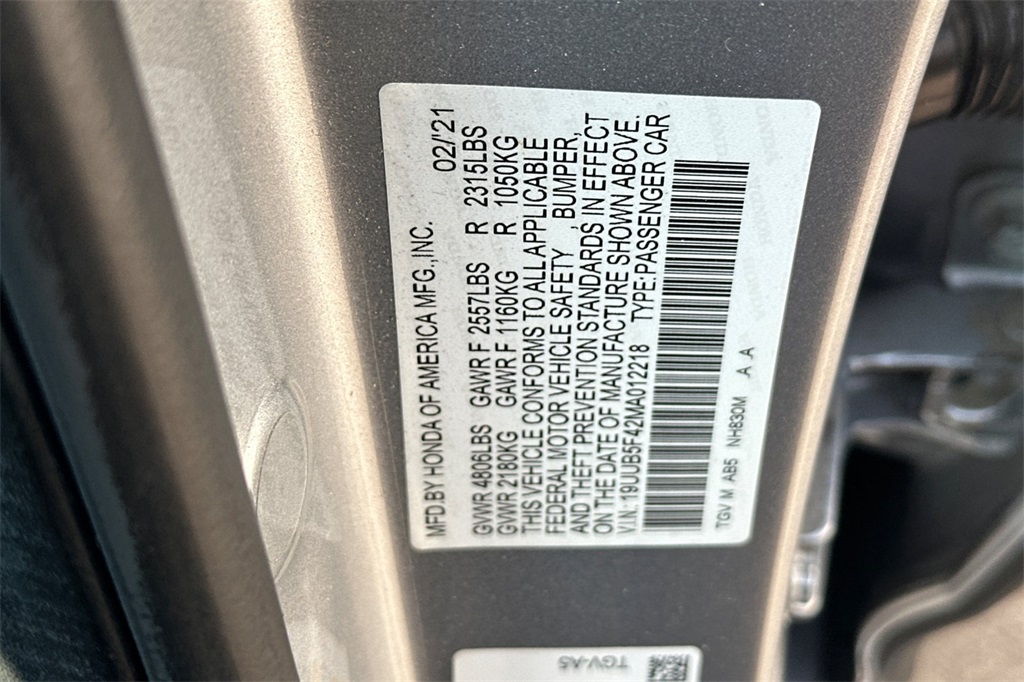 MFD.BY HONDA OF AMERICA MFG.,INC. 02/'21
GVWR 4806LBS GAWR F 2557LBS R 2315LBS
GVWR 2180KG GAWR F 1160KG R 1050KG
THIS VEHICLE CONFORMS TO ALL APPLICABLE
FEDERAL MOTOR VEHICLE SAFETY , BUMPER,
AND THEFT PREVENTION STANDARDS IN EFFECT
ON THE DATE OF MANUFACTURE SHOWN ABOVE.
V.I.N.: 19UUB5F42MA012218 TYPE:PASSENGER CAR
TGV M AB5 NH830M A A
TGV-A5